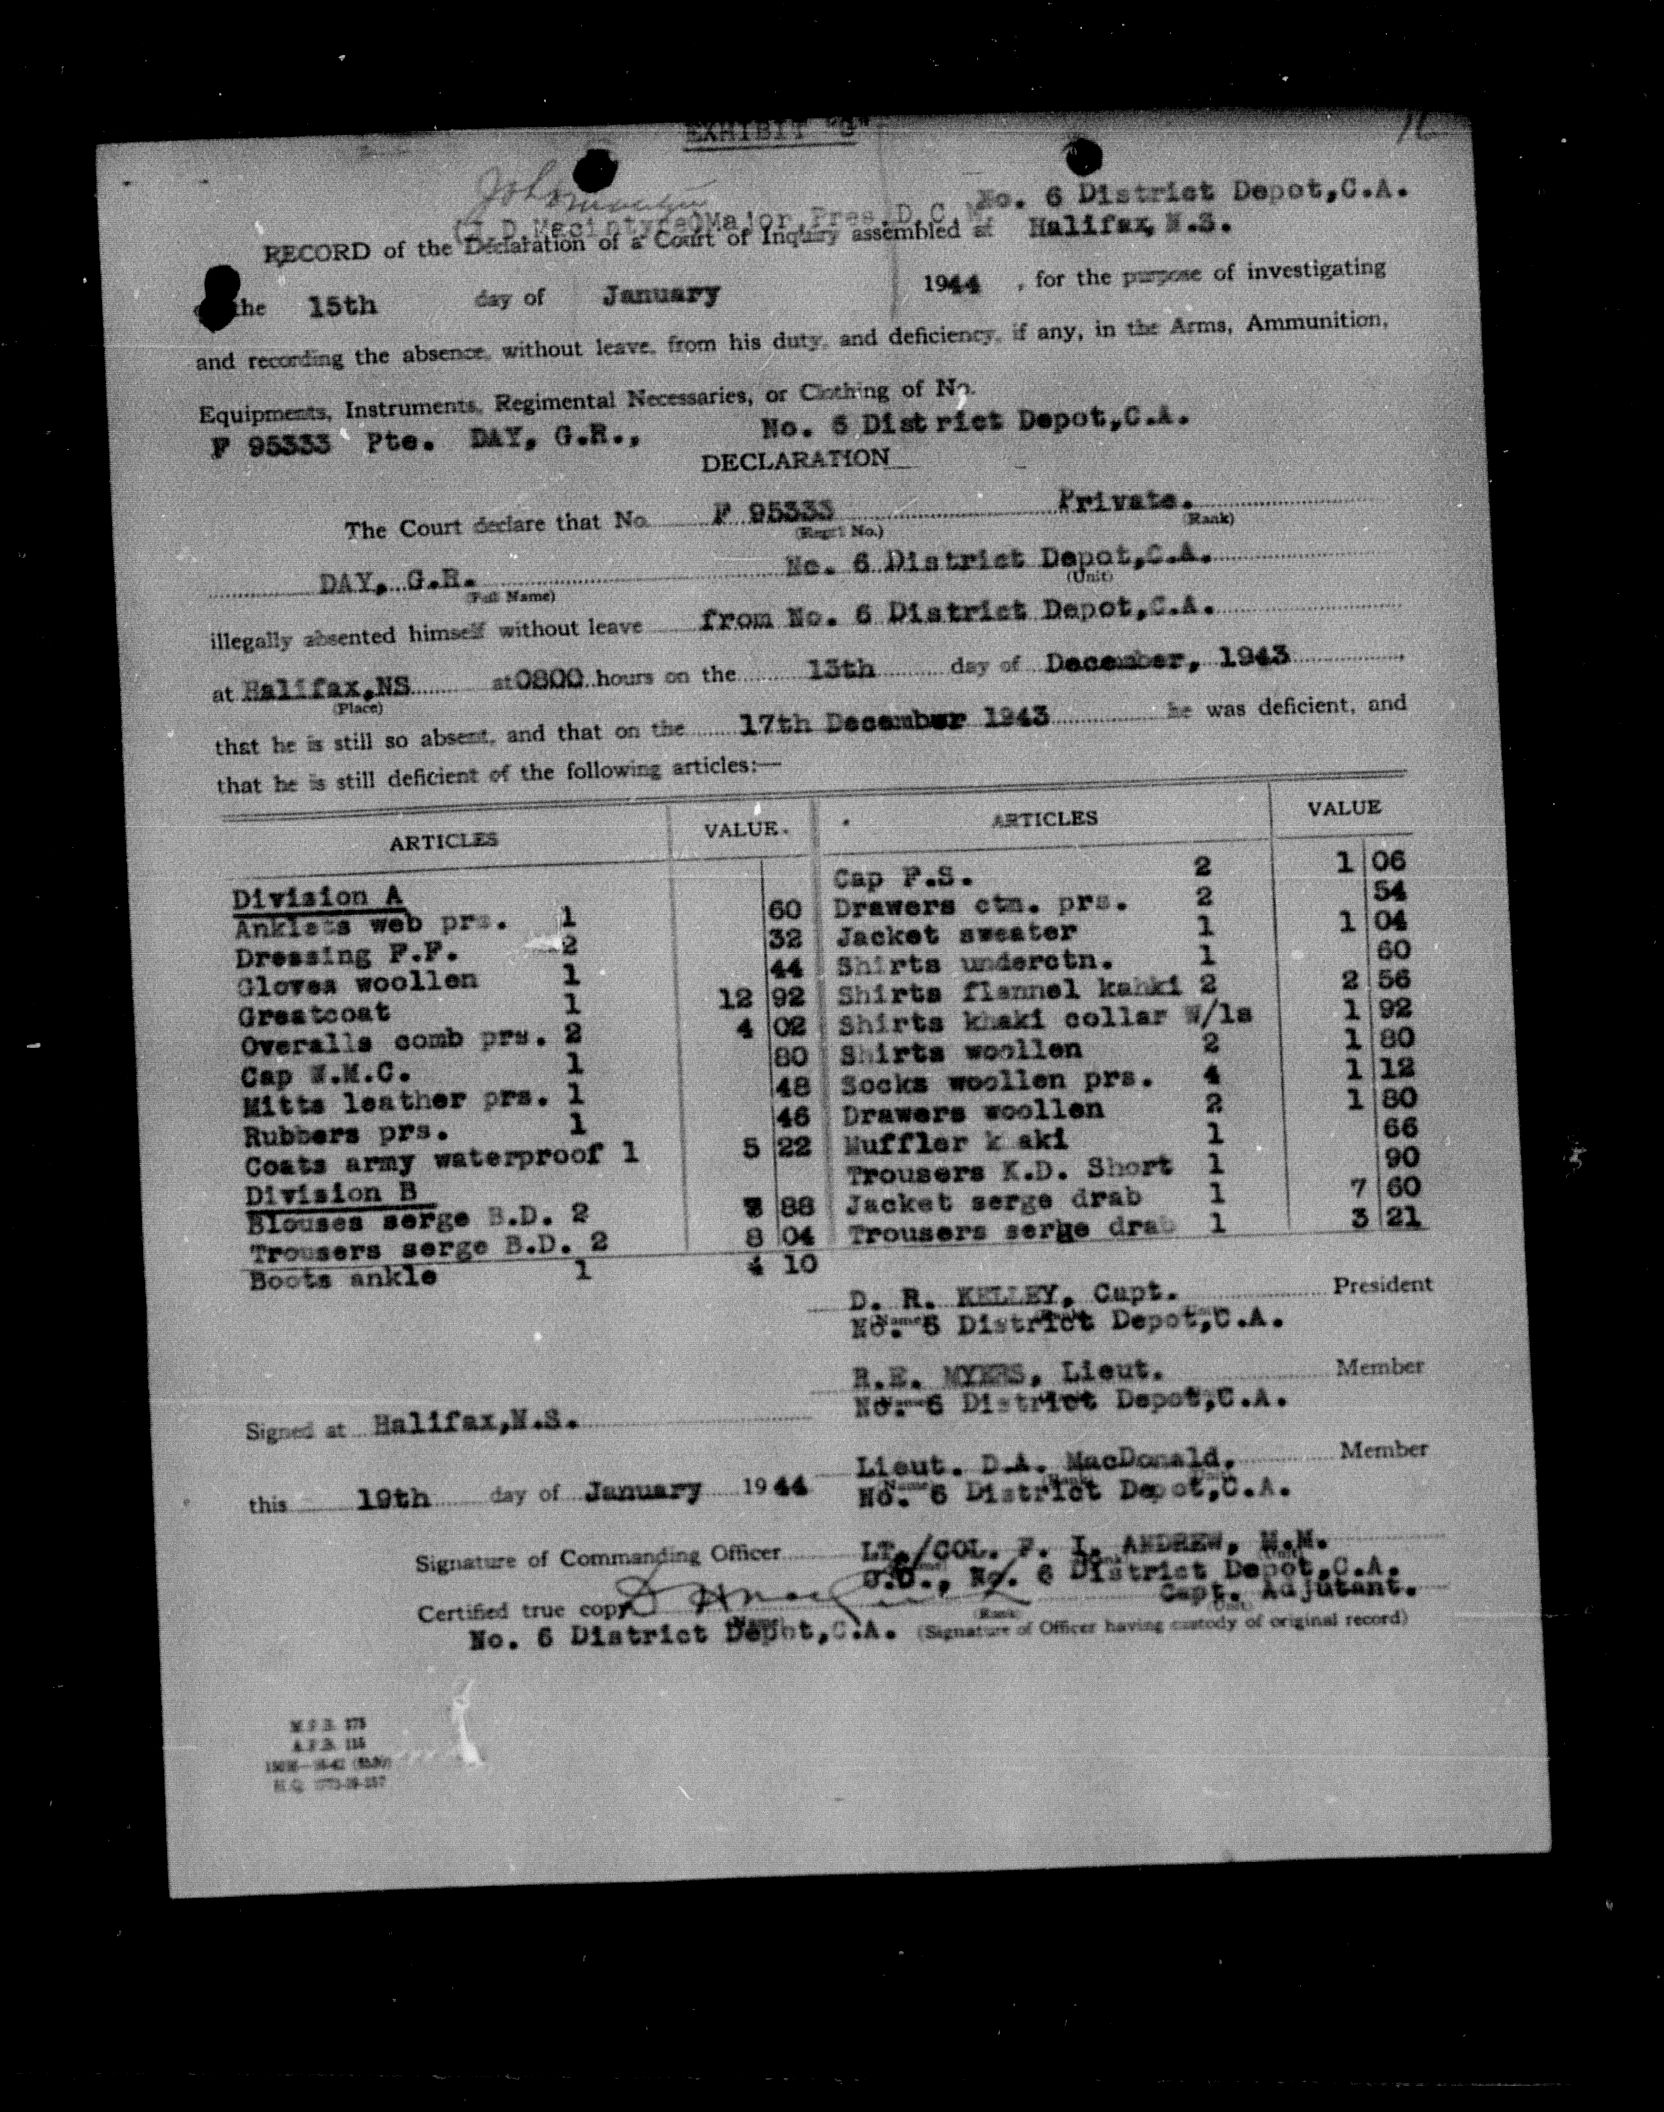 EXHIBIT "J"
No. 6 District Depot,C.A.
Major, Pres. D.C.M.
RECORD of the Declaration of a Court of Inquiry assembled at Halifax, N.S.
the 15th day of January 1944 , for the purpose of investigating
and recording the absence, without leave, from his duty, and deficiency, if any, in the Arms, Ammunition,
Equipments, Instruments, Regimental Necessaries, or Clothing of No.
F 95333 Pte. DAY, G.R., No. 6 District Depot,C.A.
DECLARATION
The Court declare that No. F 95333 Private.
(Regt'l No.) (Rank)
DAY, G.R. No. 6 District Depot,C.A.
(Full Name) (Unit)
illegally absented himself without leave from No. 6 District Depot,C.A.
at Halifax,NS at 0800 hours on the 13th day of December, 1943
(Place)
that he is still so absent, and that on the 17th December 1943 he was deficient, and
that he is still deficient of the following articles:—
ARTICLES VALUE. ARTICLES VALUE
Division A Cap F.S. 2 1 06
Anklets web prs. 1 60 Drawers ctn. prs. 2 54
Dressing F.F. 2 32 Jacket sweater 1 1 04
Gloves woollen 1 44 Shirts underctn. 1 60
Greatcoat 1 12 92 Shirts flannel kahki 2 2 56
Overalls comb prs. 2 4 02 Shirts khaki collar W/1s 1 92
Cap W.M.C. 1 80 Shirts woollen 2 1 80
Mitts leather prs. 1 48 Socks woollen prs. 4 1 12
Rubbers prs. 1 46 Drawers woollen 2 1 80
Coats army waterproof 1 5 22 Muffler k aki 1 66
Division B Trousers K.D. Short 1 90
Blouses serge B.D. 2 88 Jacket serge drab 1 7 60
Trousers serge B.D. 2 8 04 Trousers serge drab 1 3 21
Boots ankle 1 4 10
D. R. KELLEY, Capt. President
No. 6 District Depot,C.A.
R.E. MYERS, Lieut. Member
No. 6 District Depot,C.A.
Signed at Halifax,N.S.
Lieut. D.A. MacDonald, Member
this 19th day of January 1944 No. 6 District Depot,C.A.
Signature of Commanding Officer LT./COL. F. I. ANDREW, M.M.
O.C., No. 6 District Depot,C.A.
Certified true copy Capt. Adjutant.
No. 6 District Depot,C.A. (Signature of Officer having custody of original record)